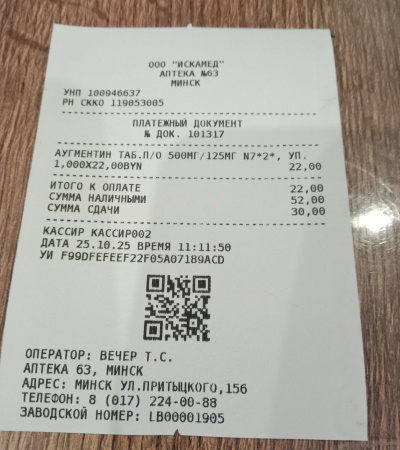 ООО "ИСКАМЕД"
АПТЕКА №63
МИНСК
УНП 100946637
РН СККО 119053005
ПЛАТЕЖНЫЙ ДОКУМЕНТ
№ ДОК. 101317
АУГМЕНТИН ТАБ.П/О 500МГ/125МГ N7*2*, УП.
1,000X22,00BYN 22,00
ИТОГО К ОПЛАТЕ 22,00
СУММА НАЛИЧНЫМИ 52,00
СУММА СДАЧИ 30,00
КАССИР КАССИР002
ДАТА 25.10.25 ВРЕМЯ 11:11:50
УИ F99DFEFEEF22F05A07189ACD
ОПЕРАТОР: ВЕЧЕР Т.С.
АПТЕКА 63, МИНСК
АДРЕС: МИНСК УЛ.ПРИТЫЦКОГО,156
ТЕЛЕФОН: 8 (017) 224-00-88
ЗАВОДСКОЙ НОМЕР: LB00001905